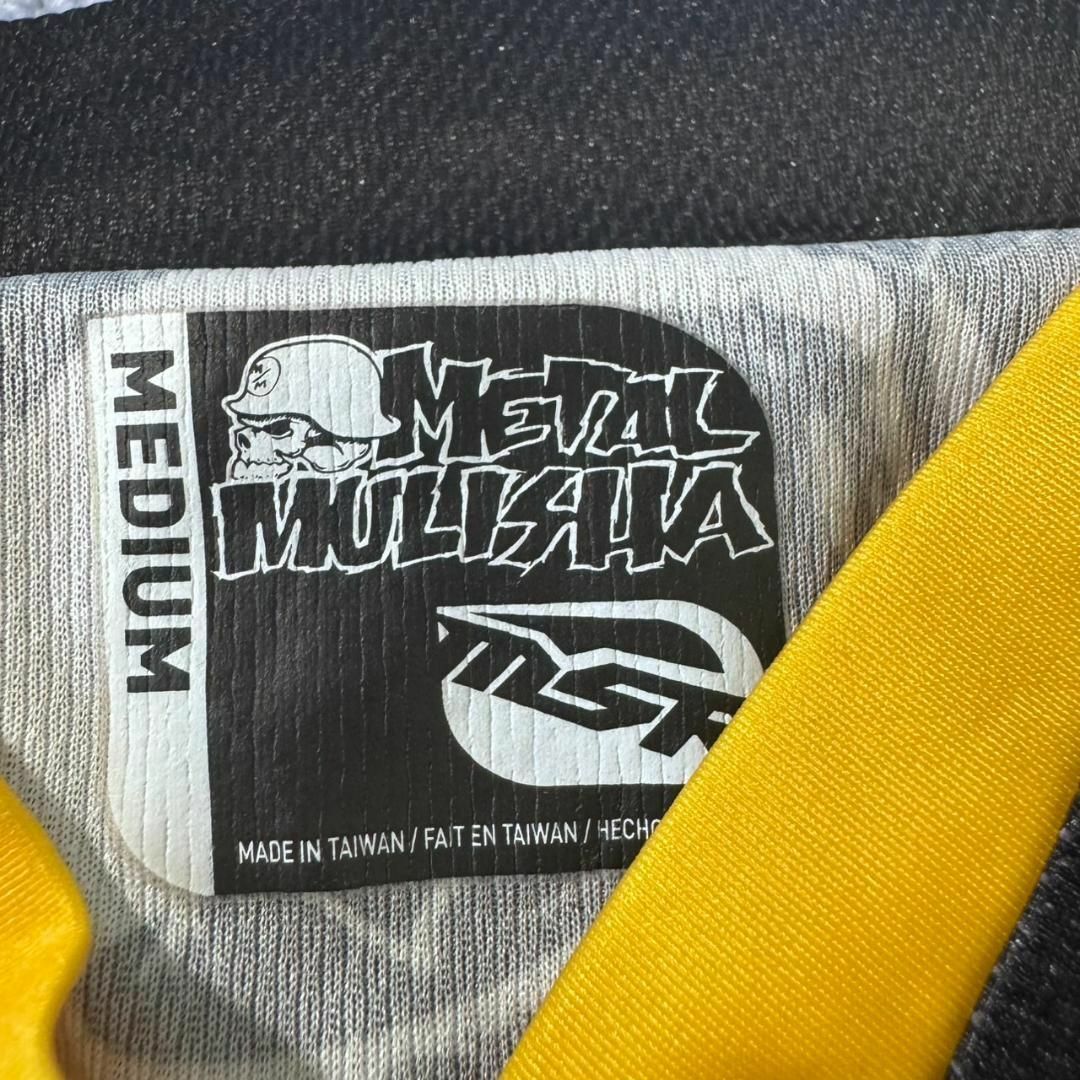 MEDIUM
METAL
MULISHA
MSR
MADE IN TAIWAN / FAIT EN TAIWAN / HECHO